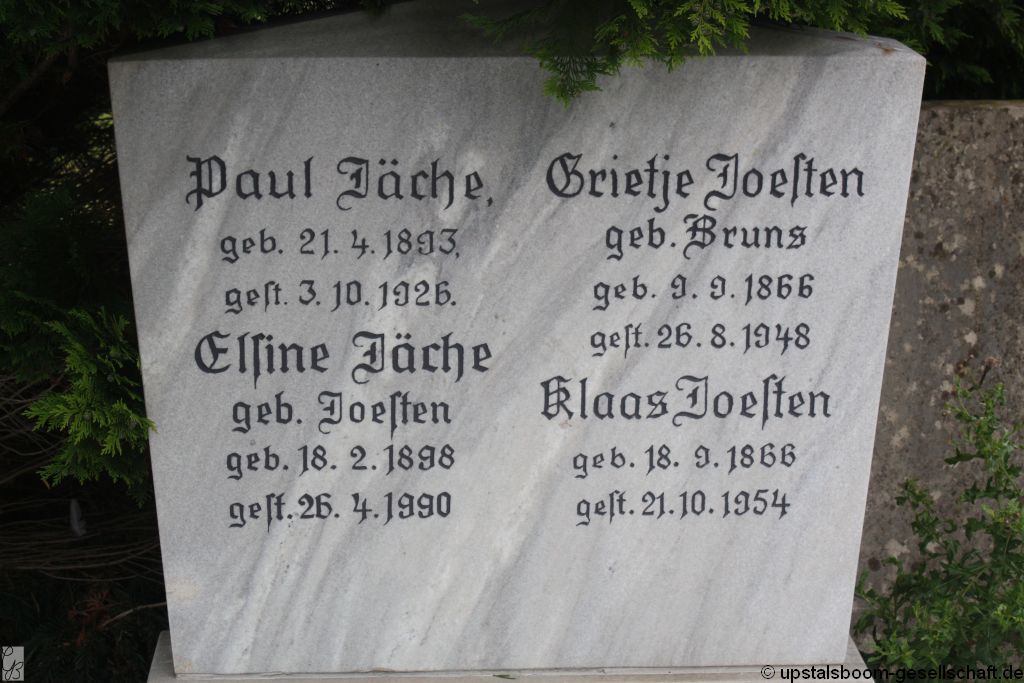 Paul Jäche,
geb. 21. 4. 1893,
geſt. 3. 10. 1926.
Elſine Jäche
geb. Joeſten
geb. 18. 2. 1898
geſt. 26. 4. 1990
Grietje Joeſten
geb. Bruns
geb. 9. 9. 1866
geſt. 26. 8. 1948
Klaas Joeſten
geb. 18. 9. 1866
geſt. 21. 10. 1954
© upstalsboom-gesellschaft.de